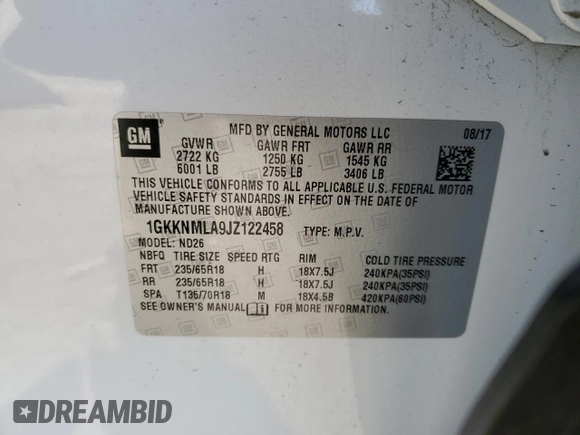 GM
MFD BY GENERAL MOTORS LLC 08/17
GVWR GAWR FRT GAWR RR
2722 KG 1250 KG 1545 KG
6001 LB 2755 LB 3406 LB
THIS VEHICLE CONFORMS TO ALL APPLICABLE U.S. FEDERAL MOTOR
VEHICLE SAFETY STANDARDS IN EFFECT ON THE DATE OF
MANUFACTURE SHOWN ABOVE.
1GKKNMLA9JZ122458 TYPE: M.P.V.
MODEL: ND26
NBFQ TIRE SIZE SPEED RTG RIM COLD TIRE PRESSURE
FRT 235/65R18 H 18X7.5J 240KPA(35PSI)
RR 235/65R18 H 18X7.5J 240KPA(35PSI)
SPA T135/70R18 M 18X4.5B 420KPA(60PSI)
SEE OWNER'S MANUAL FOR MORE INFORMATION.
DREAMBID